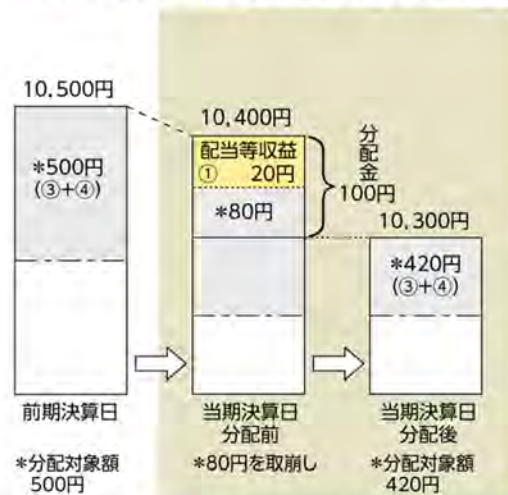 10,500円
*500円
(③+④)
前期決算日
*分配対象額
500円
10,400円
配当等収益
① 20円
*80円
分配金
100円
当期決算日
分配前
*80円を取崩し
10,300円
*420円
(③+④)
当期決算日
分配後
*分配対象額
420円